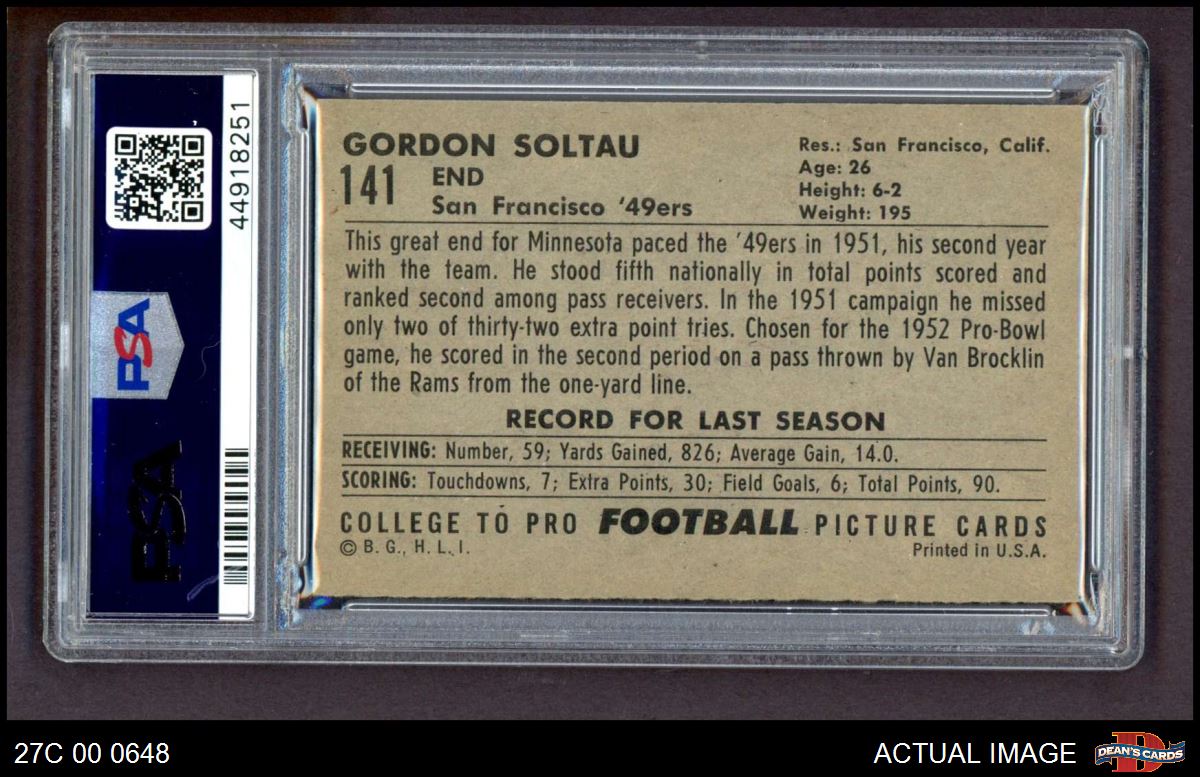 44918251
PSA
PSA
GORDON SOLTAU
141 END
San Francisco '49ers
Res.: San Francisco, Calif.
Age: 26
Height: 6-2
Weight: 195
This great end for Minnesota paced the '49ers in 1951, his second year
with the team. He stood fifth nationally in total points scored and
ranked second among pass receivers. In the 1951 campaign he missed
only two of thirty-two extra point tries. Chosen for the 1952 Pro-Bowl
game, he scored in the second period on a pass thrown by Van Brocklin
of the Rams from the one-yard line.
RECORD FOR LAST SEASON
RECEIVING: Number, 59; Yards Gained, 826; Average Gain, 14.0.
SCORING: Touchdowns, 7; Extra Points, 30; Field Goals, 6; Total Points, 90.
COLLEGE TO PRO FOOTBALL PICTURE CARDS
© B. G., H. L. I.
Printed in U.S.A.
27C 00 0648
ACTUAL IMAGE
DEAN'S CARDS